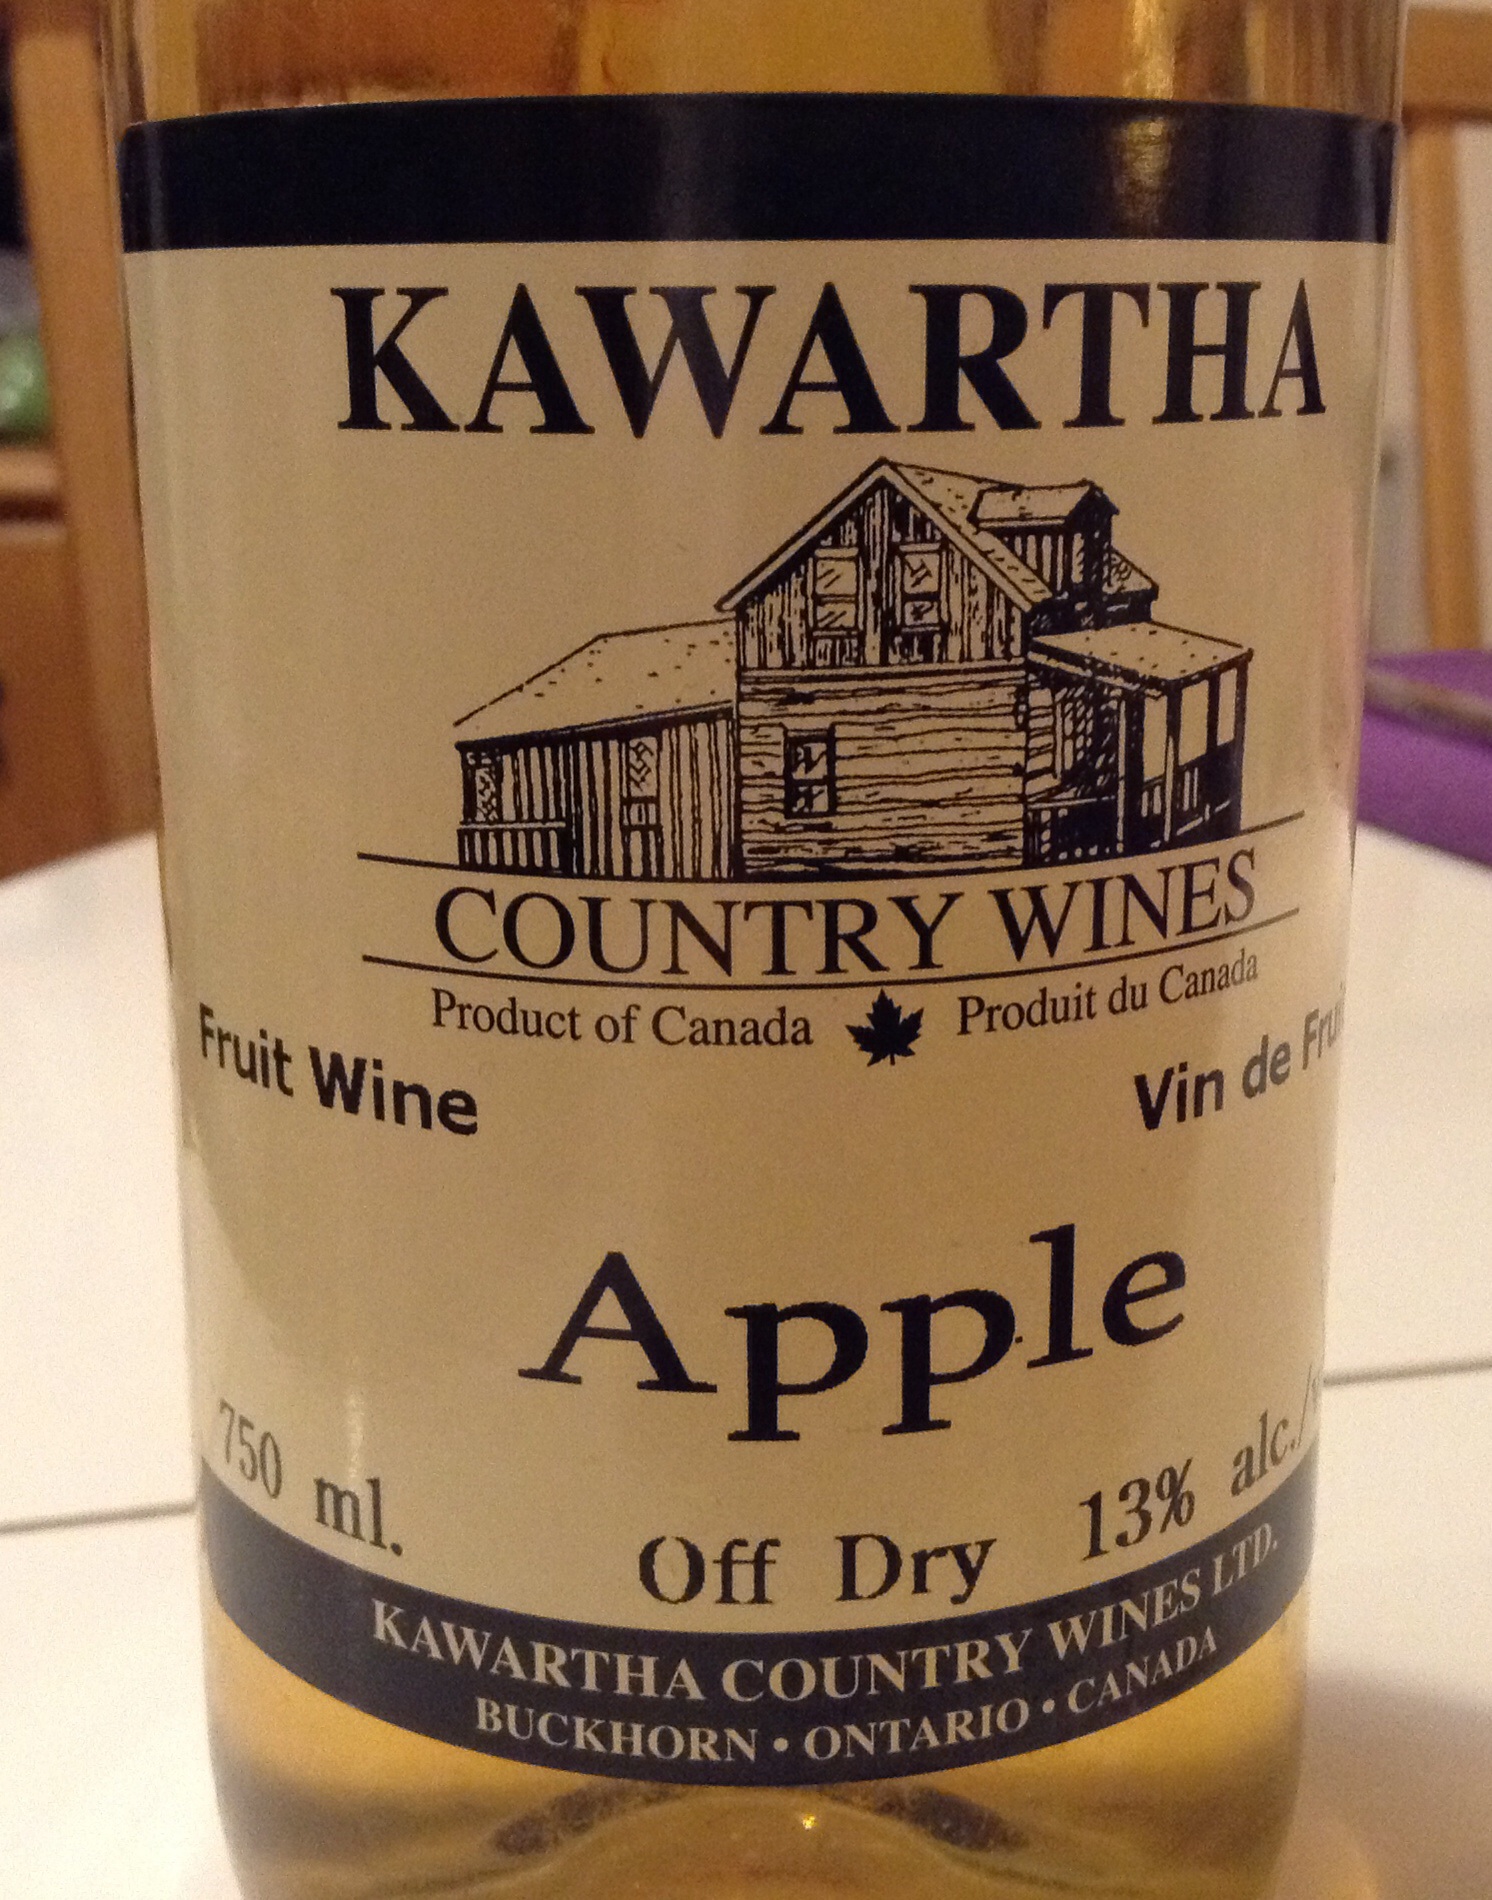 KAWARTHA
COUNTRY WINES
Product of Canada Produit du Canada
Fruit Wine
Vin de
Apple
750 ml.
Off Dry
13% alc./
KAWARTHA COUNTRY WINES LTD.
BUCKHORN • ONTARIO • CANADA